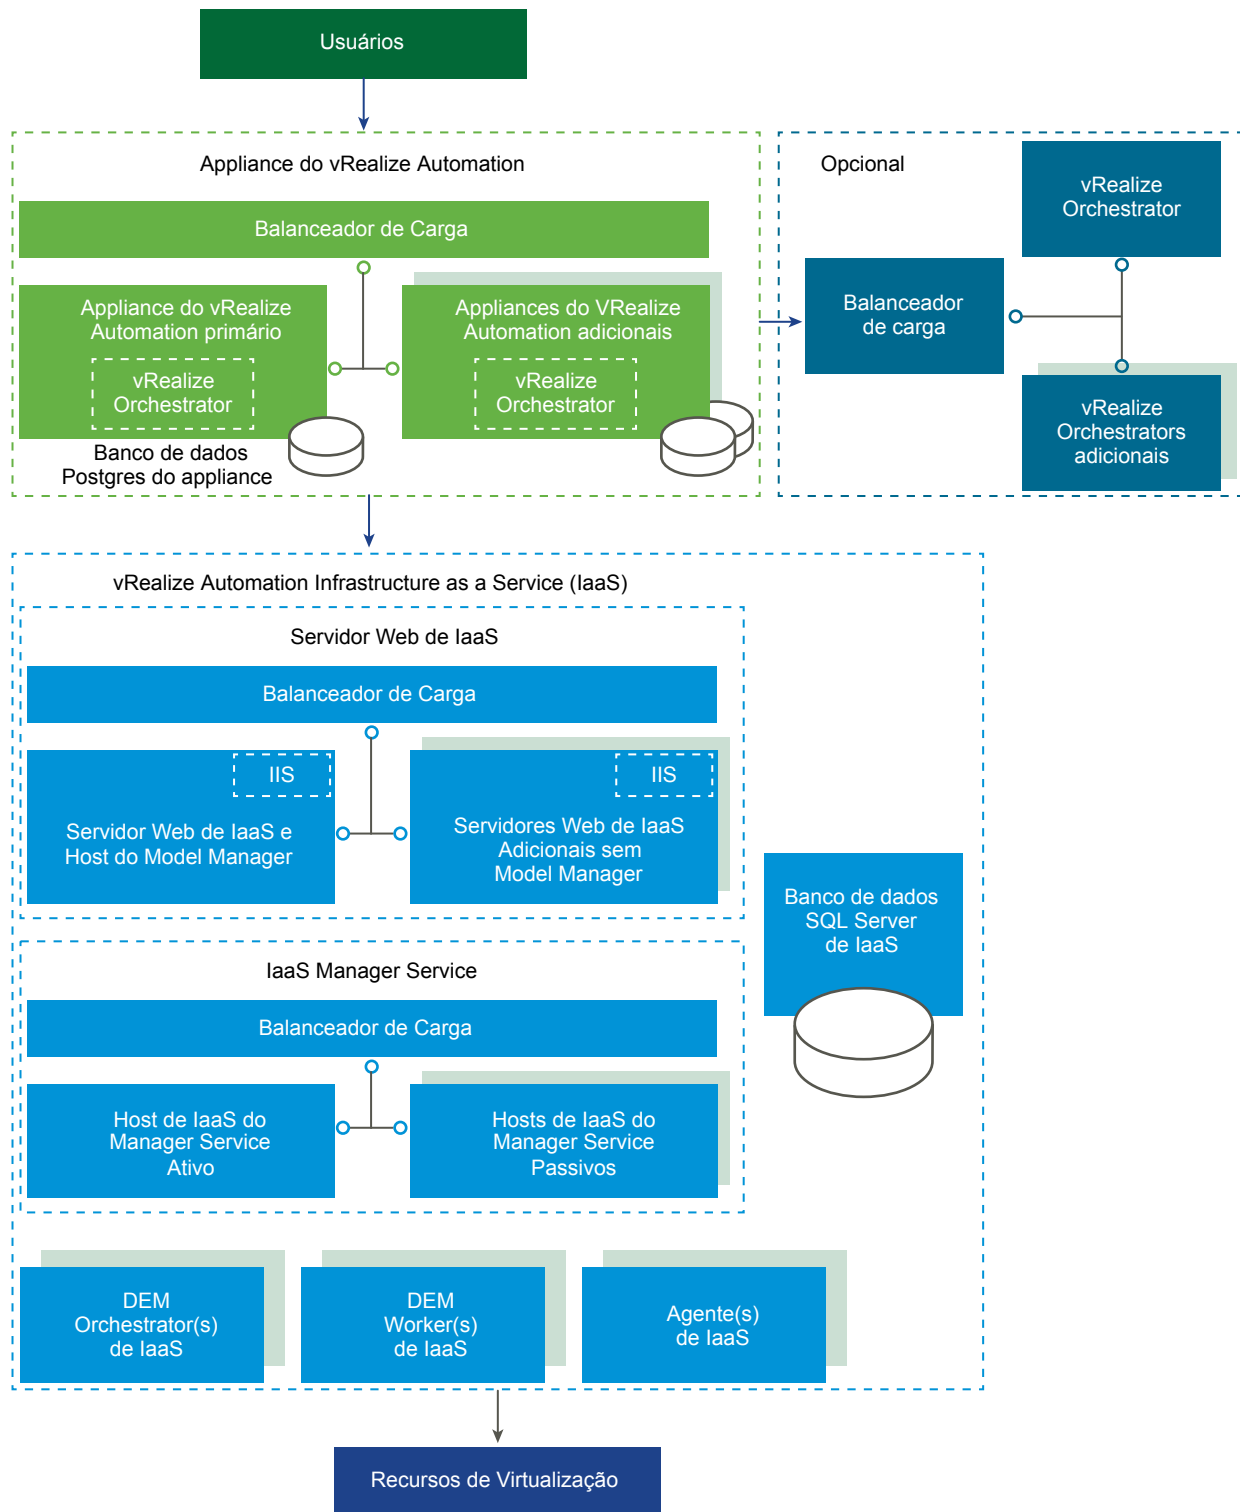 Usuários
Appliance do vRealize Automation
Balanceador de Carga
Appliance do vRealize
Automation primário
vRealize
Orchestrator
Appliances do VRealize
Automation adicionais
vRealize
Orchestrator
Banco de dados
Postgres do appliance
Opcional
vRealize
Orchestrator
Balanceador
de carga
vRealize
Orchestrators
adicionais
vRealize Automation Infrastructure as a Service (IaaS)
Servidor Web de IaaS
Balanceador de Carga
IIS
Servidor Web de IaaS e
Host do Model Manager
IIS
Servidores Web de IaaS
Adicionais sem
Model Manager
Banco de dados
SQL Server
de IaaS
IaaS Manager Service
Balanceador de Carga
Host de IaaS do
Manager Service
Ativo
Hosts de IaaS do
Manager Service
Passivos
DEM
Orchestrator(s)
de IaaS
DEM
Worker(s)
de IaaS
Agente(s)
de IaaS
Recursos de Virtualização